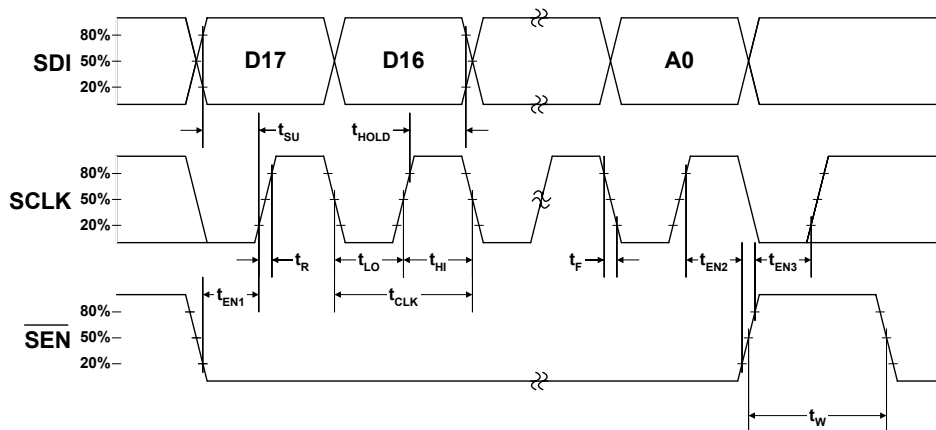 80%
SDI 50% D17 D16 A0
20%
tSU tHOLD
80%
SCLK 50%
20%
tR tLO tHI tF tEN2 tEN3
tEN1 tCLK
80%
SEN 50%
20%
tW